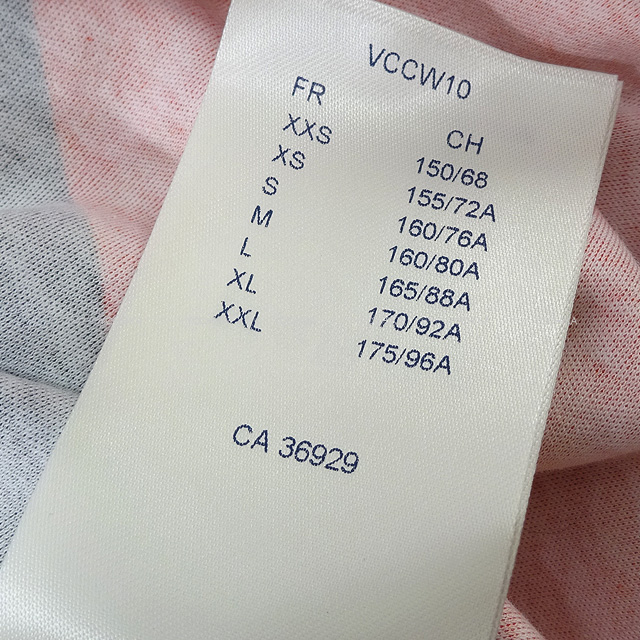 VCCW10
FR CH
XXS 150/68
XS 155/72A
S 160/76A
M 160/80A
L 165/88A
XL 170/92A
XXL 175/96A
CA 36929